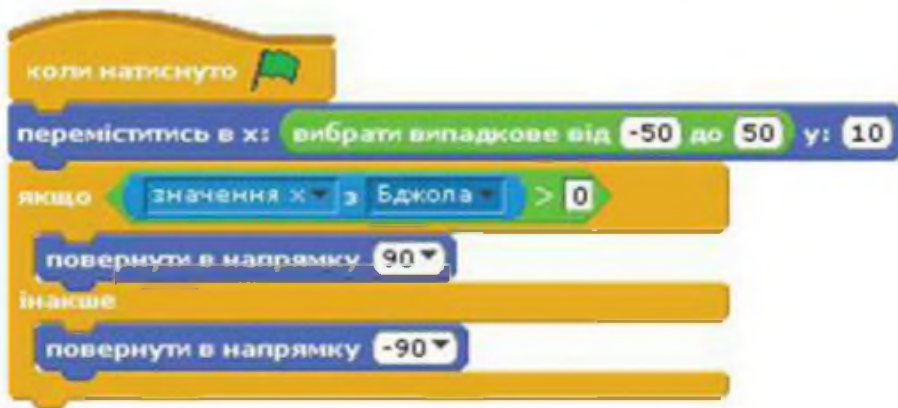 коли натиснуто
перемістились в x: вибрати випадкове від -50 до 50 y: 10
якщо значення x з Бджола > 0
повернути в напрямку 90
інакше
повернути в напрямку -90